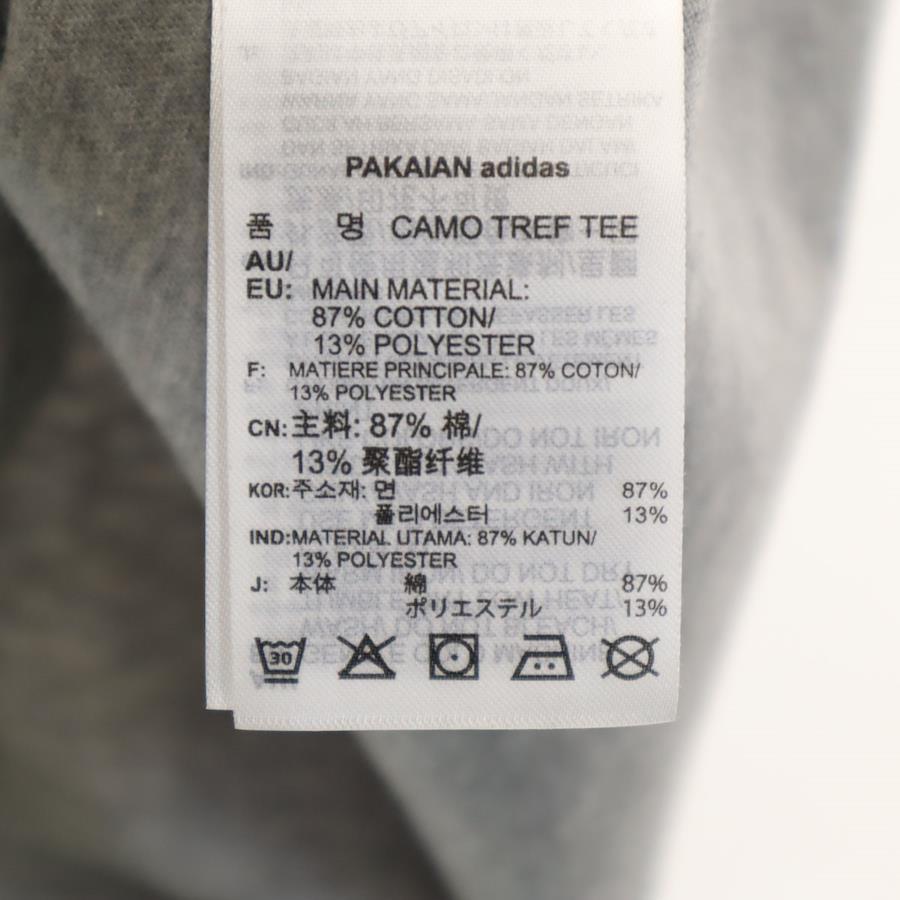 PAKAIAN adidas
품 명 CAMO TREF TEE
AU/
EU: MAIN MATERIAL:
87% COTTON/
13% POLYESTER
F: MATIERE PRINCIPALE: 87% COTON/
13% POLYESTER
CN: 主料: 87% 棉/
13% 聚酯纤维
KOR: 주소재: 면 87%
폴리에스터 13%
IND: MATERIAL UTAMA: 87% KATUN/
13% POLYESTER
J: 本体 綿 87%
ポリエステル 13%
30